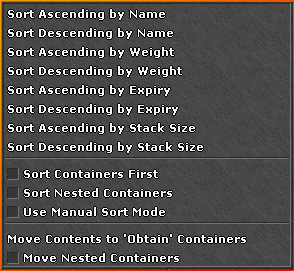 Sort Ascending by Name
Sort Descending by Name
Sort Ascending by Weight
Sort Descending by Weight
Sort Ascending by Expiry
Sort Descending by Expiry
Sort Ascending by Stack Size
Sort Descending by Stack Size
Sort Containers First
Sort Nested Containers
Use Manual Sort Mode
Move Contents to 'Obtain' Containers
Move Nested Containers